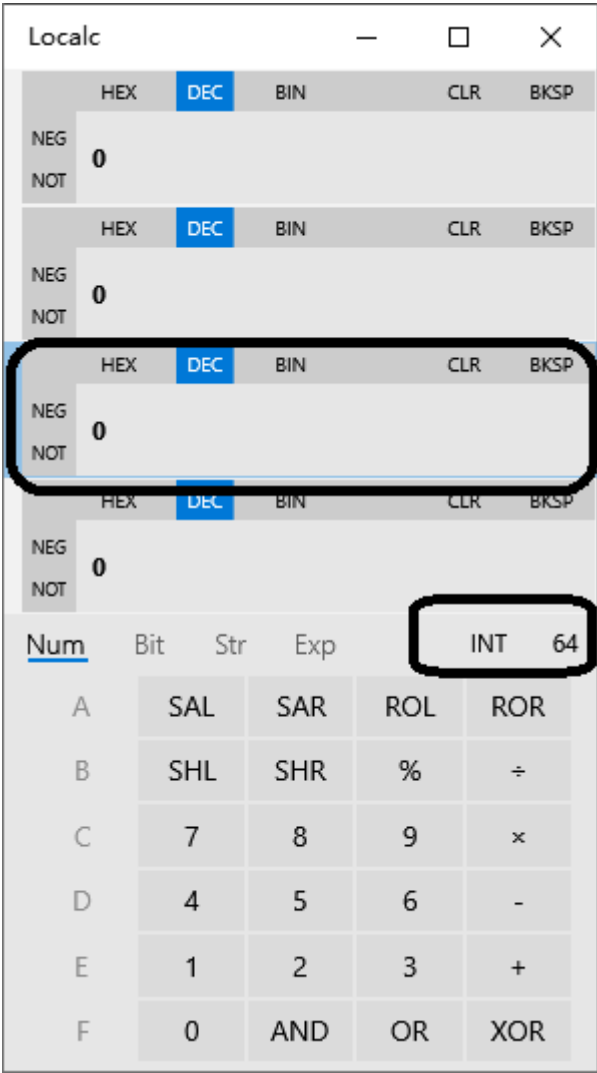 Localc
HEX DEC BIN CLR BKSP
NEG
0
NOT
HEX DEC BIN CLR BKSP
NEG
0
NOT
HEX DEC BIN CLR BKSP
NEG
0
NOT
HEX DEC BIN CLR BKSP
NEG
0
NOT
Num Bit Str Exp INT 64
A SAL SAR ROL ROR
B SHL SHR % ÷
C 7 8 9 ×
D 4 5 6 -
E 1 2 3 +
F 0 AND OR XOR